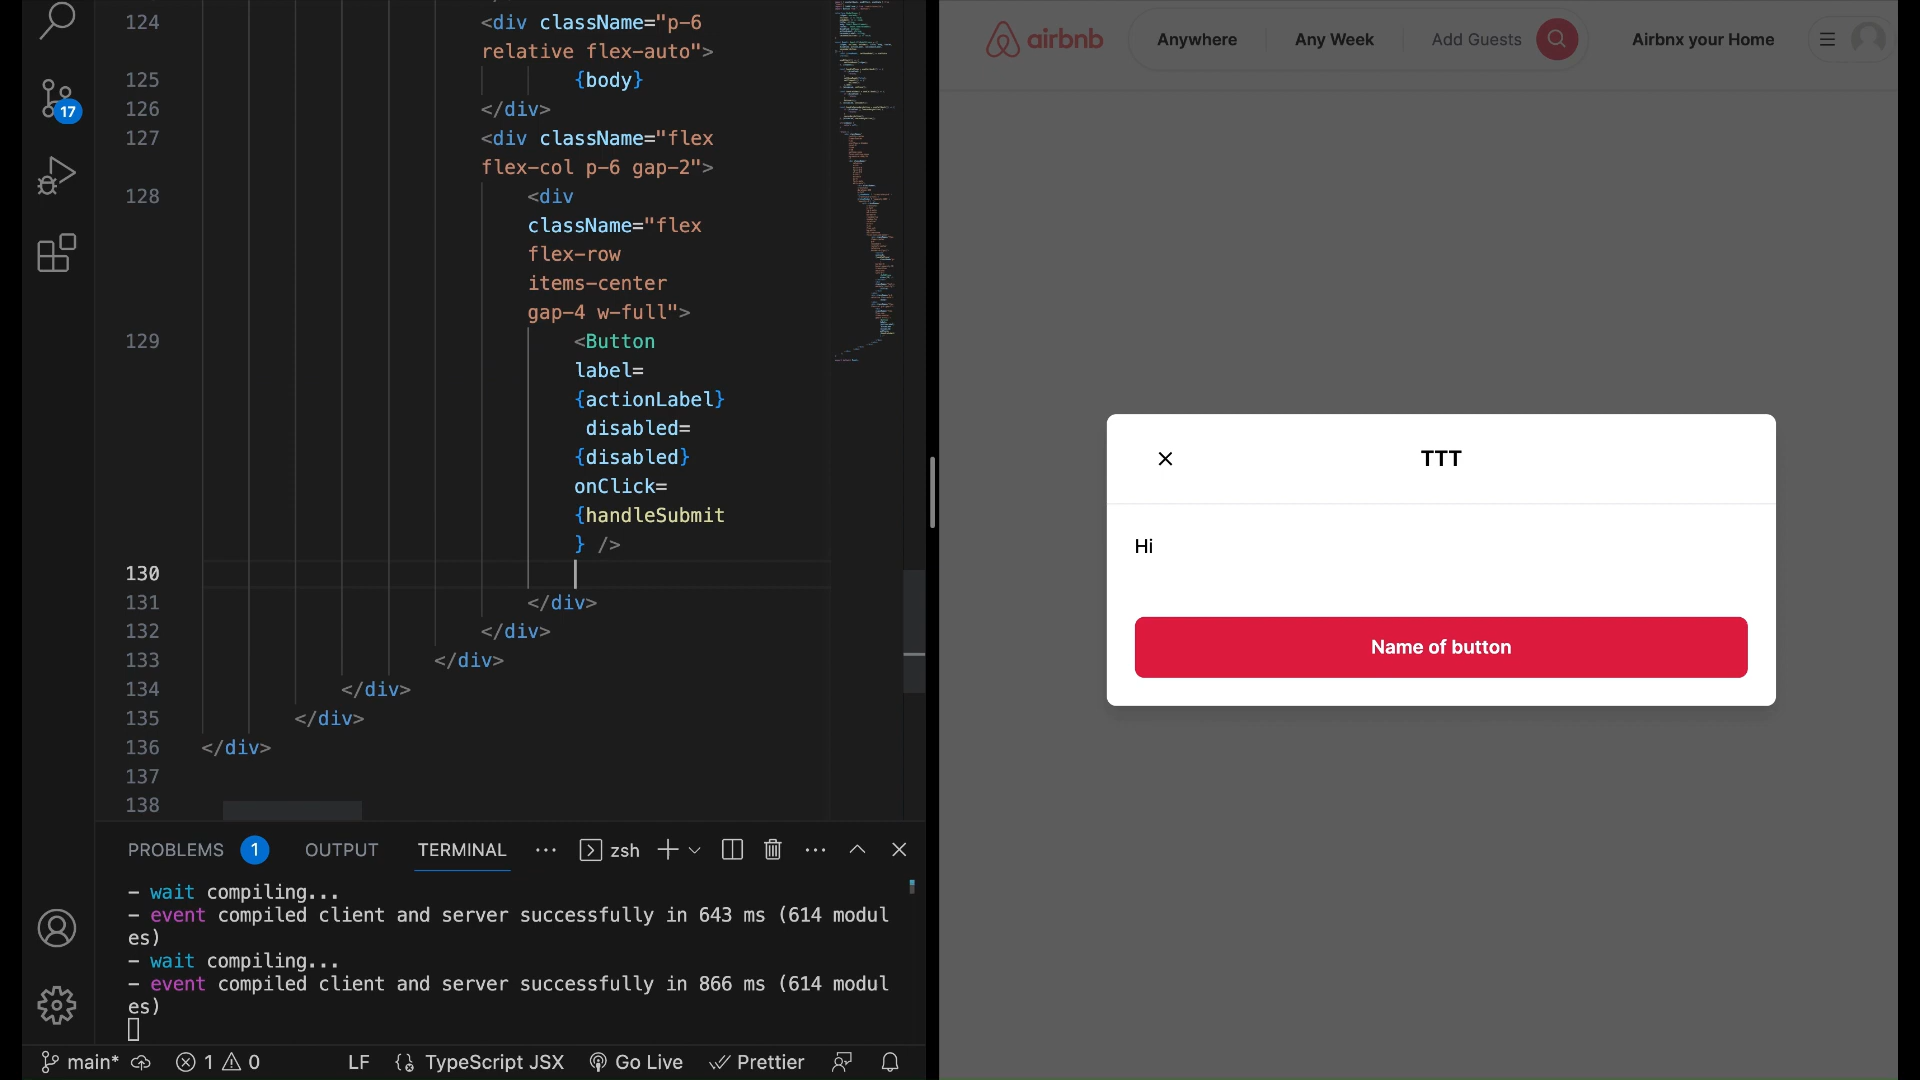 124 <div className="p-6
relative flex-auto">
125 {body}
126 </div>
127 <div className="flex
flex-col p-6 gap-2">
128 <div
className="flex
flex-row
items-center
gap-4 w-full">
129 <Button
label=
{actionLabel}
disabled=
{disabled}
onClick=
{handleSubmit
} />
130
131 </div>
132 </div>
133 </div>
134 </div>
135 </div>
136 </div>
137
138
17
PROBLEMS 1 OUTPUT TERMINAL ... zsh
- wait compiling...
- event compiled client and server successfully in 643 ms (614 modul
es)
- wait compiling...
- event compiled client and server successfully in 866 ms (614 modul
es)
main* 1 0 LF TypeScript JSX Go Live Prettier
airbnb Anywhere Any Week Add Guests Airbnx your Home
TTT
Hi
Name of button